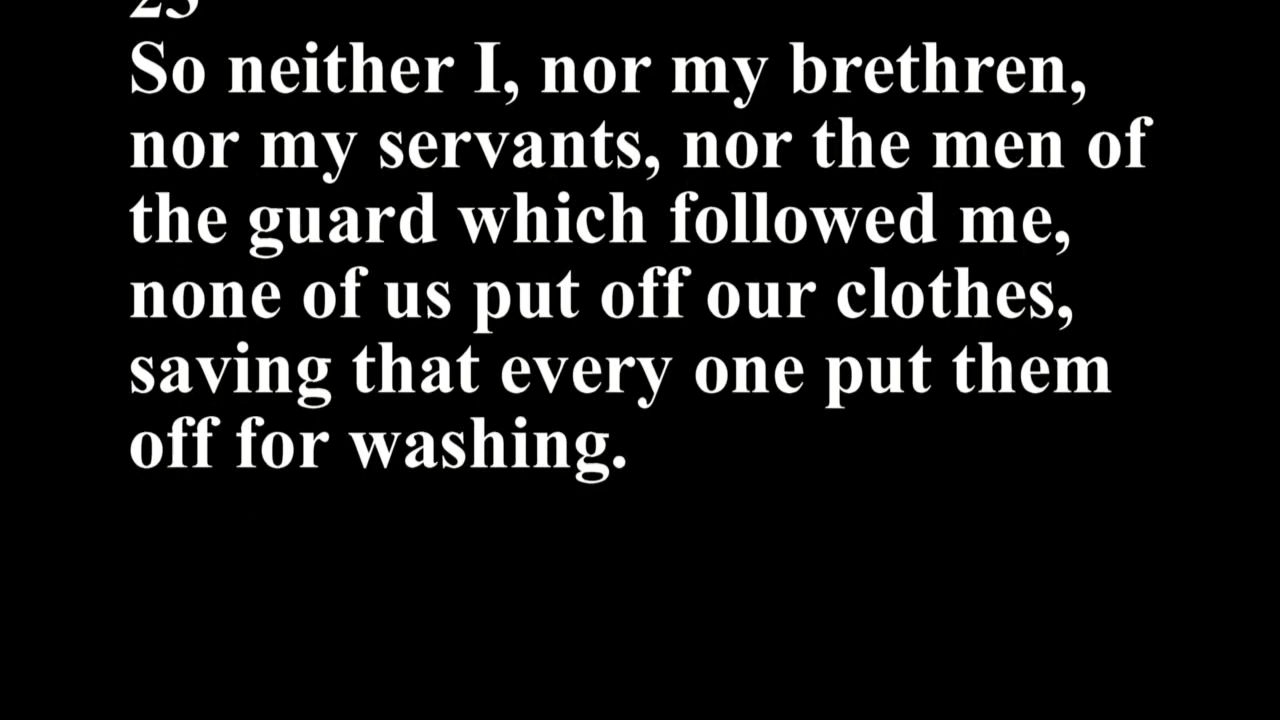 23
So neither I, nor my brethren,
nor my servants, nor the men of
the guard which followed me,
none of us put off our clothes,
saving that every one put them
off for washing.